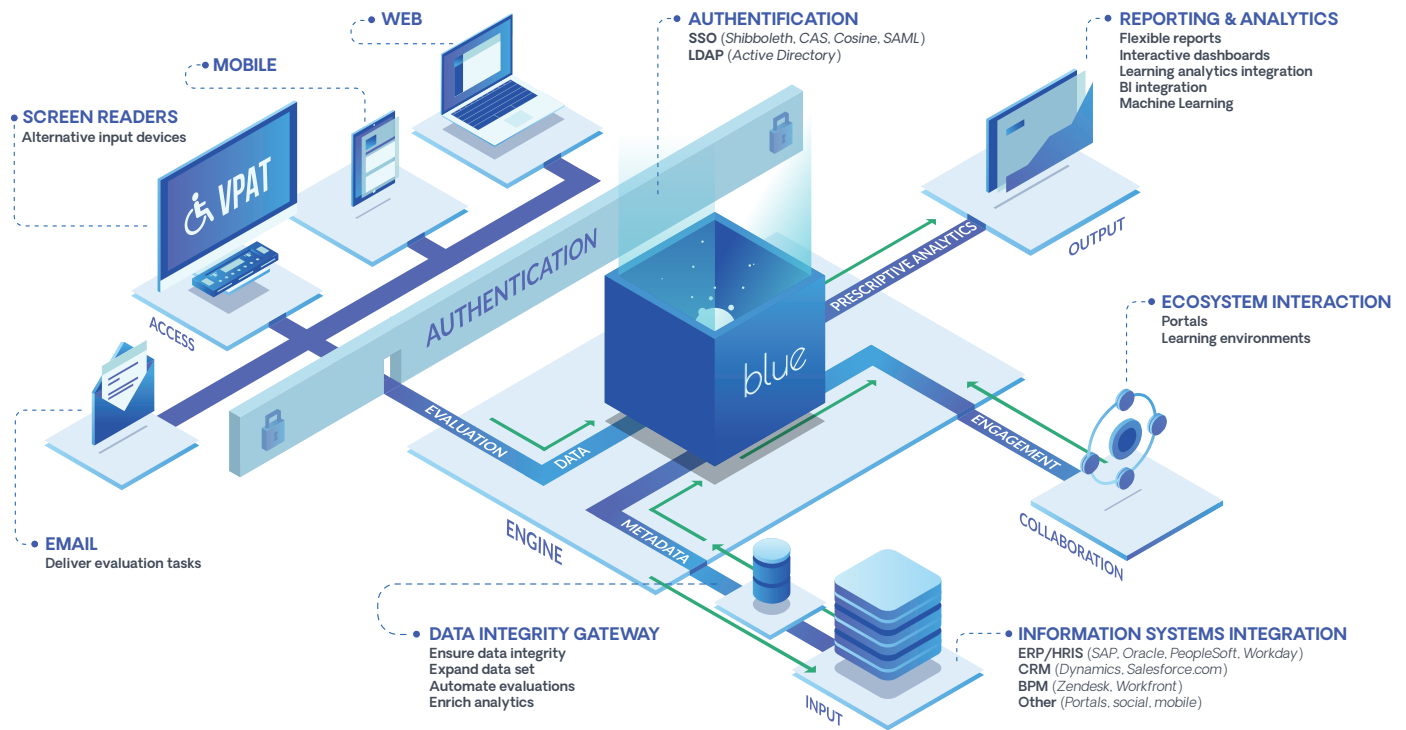 WEB
MOBILE
SCREEN READERS
Alternative input devices
VPAT
ACCESS
EMAIL
Deliver evaluation tasks
AUTHENTIFICATION
SSO (Shibboleth, CAS, Cosine, SAML)
LDAP (Active Directory)
AUTHENTICATION
REPORTING & ANALYTICS
Flexible reports
Interactive dashboards
Learning analytics integration
BI integration
Machine Learning
OUTPUT
PRESCRIPTIVE ANALYTICS
blue
EVALUATION
DATA
ENGINE
METADATA
ENGAGEMENT
ECOSYSTEM INTERACTION
Portals
Learning environments
COLLABORATION
DATA INTEGRITY GATEWAY
Ensure data integrity
Expand data set
Automate evaluations
Enrich analytics
INPUT
INFORMATION SYSTEMS INTEGRATION
ERP/HRIS (SAP, Oracle, PeopleSoft, Workday)
CRM (Dynamics, Salesforce.com)
BPM (Zendesk, Workfront)
Other (Portals, social, mobile)